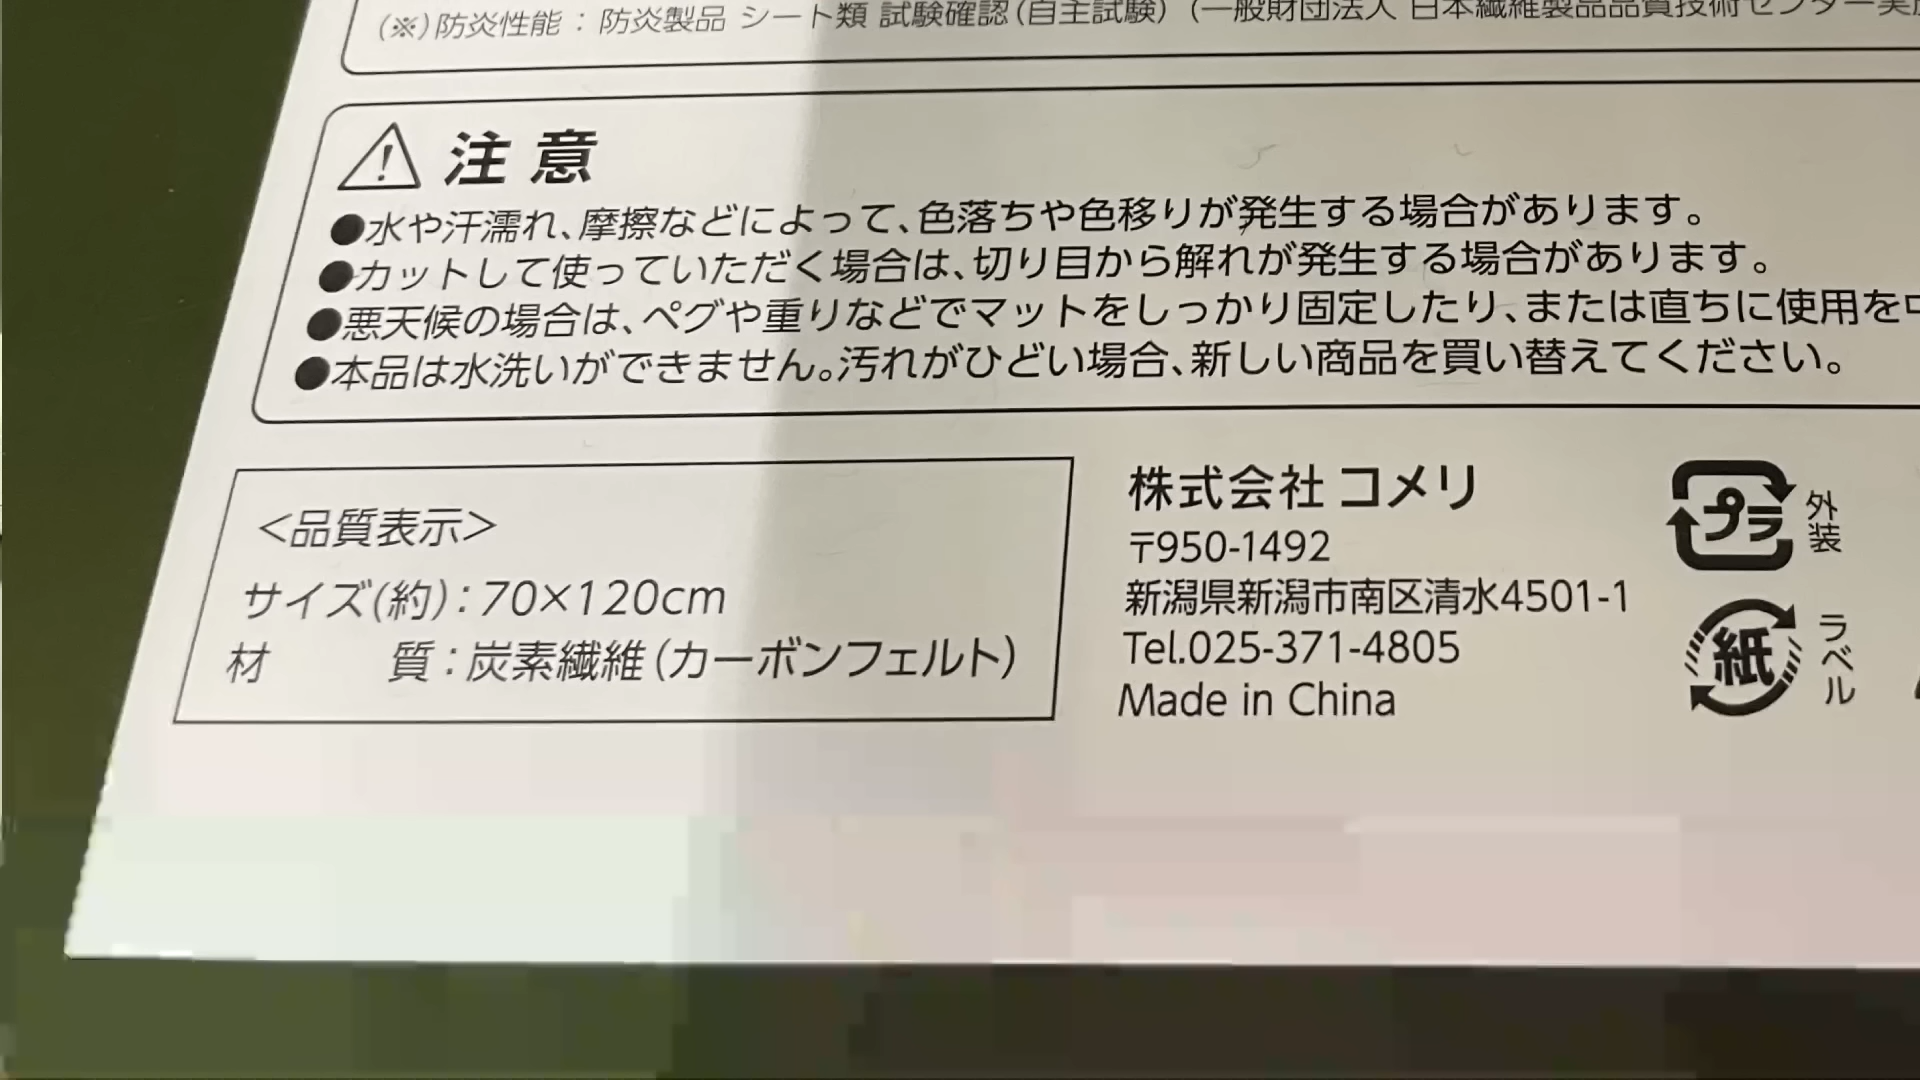 (※)防炎性能：防炎製品 シート類 試験確認(自主試験)(一般財団法人 日本繊維製品品質技術センター実施
注意
●水や汗濡れ、摩擦などによって、色落ちや色移りが発生する場合があります。
●カットして使っていただく場合は、切り目から解れが発生する場合があります。
●悪天候の場合は、ペグや重りなどでマットをしっかり固定したり、または直ちに使用を中
●本品は水洗いができません。汚れがひどい場合、新しい商品を買い替えてください。
＜品質表示＞
サイズ(約)：70×120cm
材　質：炭素繊維(カーボンフェルト)
株式会社コメリ
〒950-1492
新潟県新潟市南区清水4501-1
Tel.025-371-4805
Made in China
プラ 外装
紙 ラベル